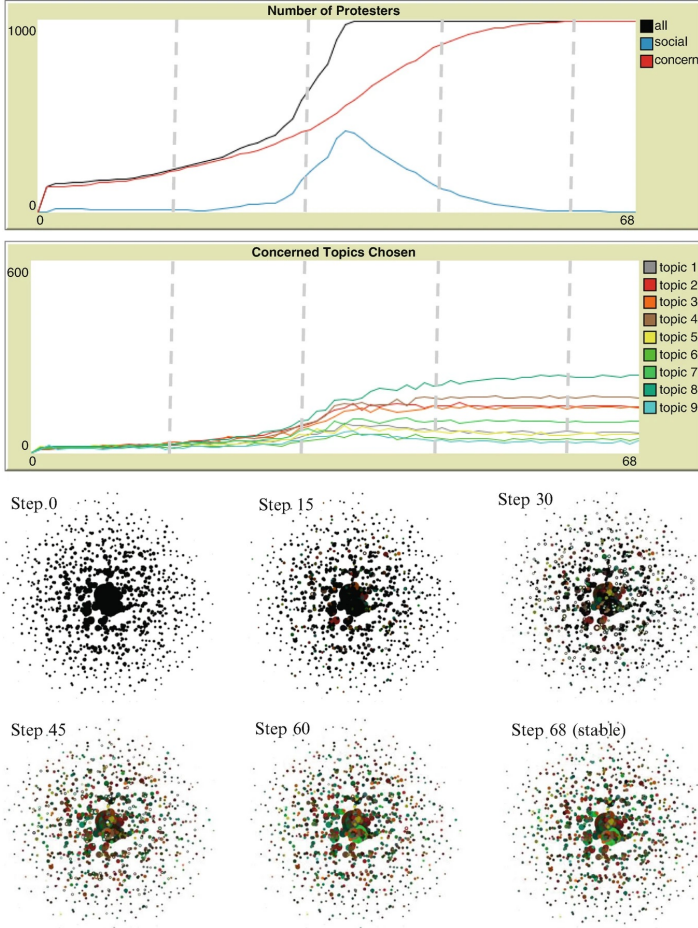 Number of Protesters
1000
0
0
68
all
social
concern
Concerned Topics Chosen
600
0
0
68
topic 1
topic 2
topic 3
topic 4
topic 5
topic 6
topic 7
topic 8
topic 9
Step 0
Step 15
Step 30
Step 45
Step 60
Step 68 (stable)